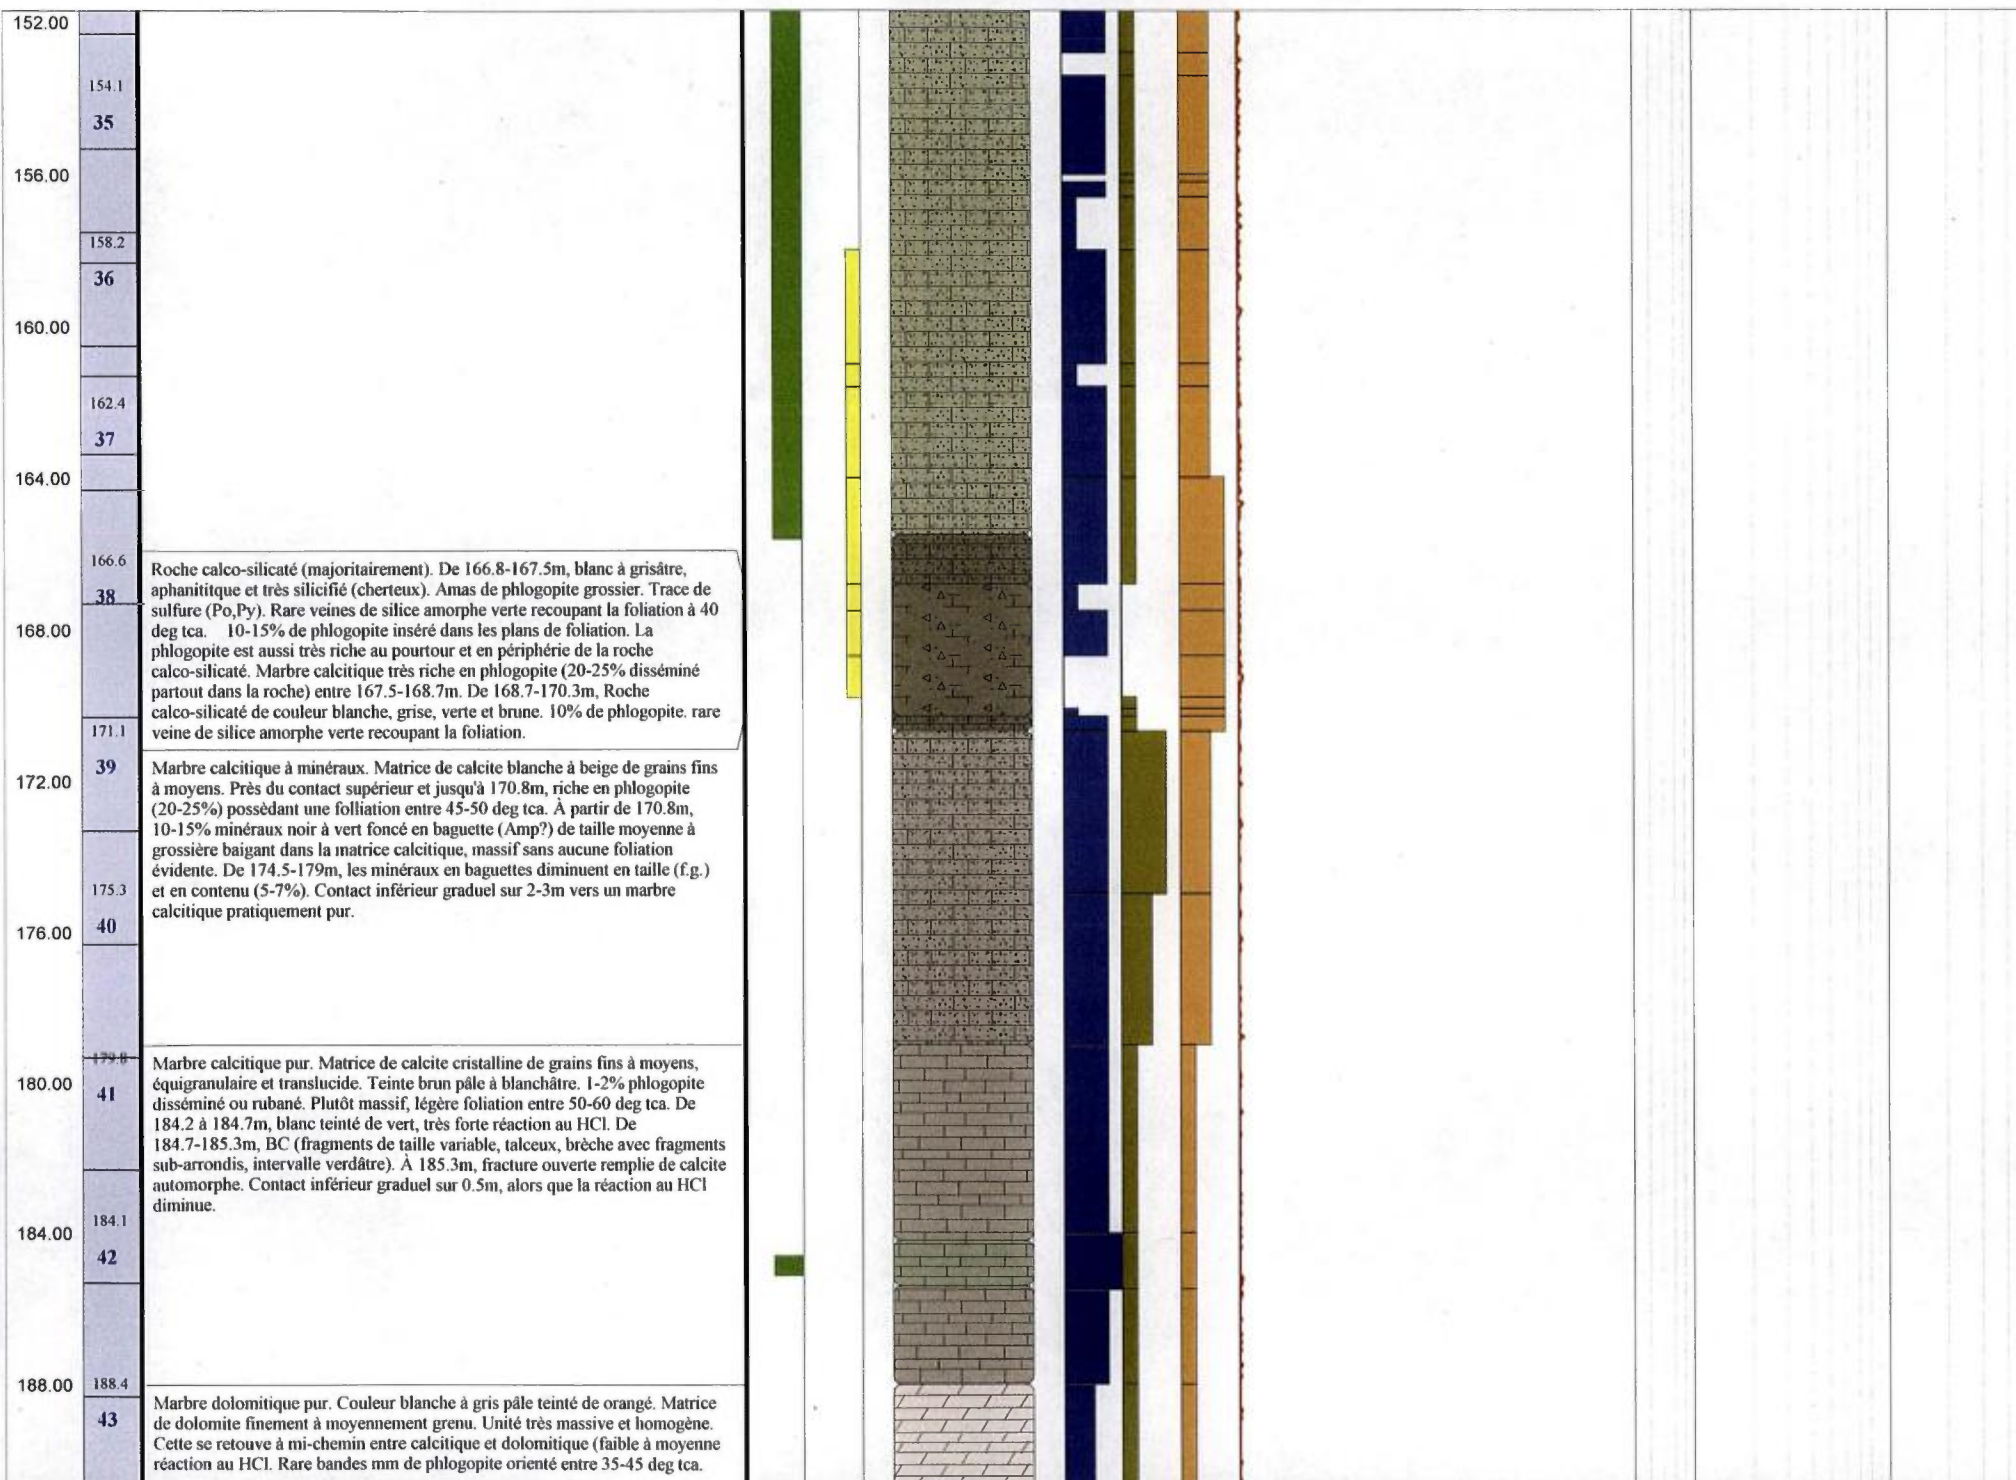 152.00
154.1
35
156.00
158.2
36
160.00
162.4
37
164.00
166.6
38
168.00
171.1
39
172.00
175.3
40
176.00
179.8
180.00
41
184.1
184.00
42
188.00
188.4
43
Roche calco-silicaté (majoritairement). De 166.8-167.5m, blanc à grisâtre,
aphanititque et très silicifié (cherteux). Amas de phlogopite grossier. Trace de
sulfure (Po,Py). Rare veines de silice amorphe verte recoupant la foliation à 40
deg tca. 10-15% de phlogopite inséré dans les plans de foliation. La
phlogopite est aussi très riche au pourtour et en périphérie de la roche
calco-silicaté. Marbre calcitique très riche en phlogopite (20-25% disséminé
partout dans la roche) entre 167.5-168.7m. De 168.7-170.3m, Roche
calco-silicaté de couleur blanche, grise, verte et brune. 10% de phlogopite. rare
veine de silice amorphe verte recoupant la foliation.
Marbre calcitique à minéraux. Matrice de calcite blanche à beige de grains fins
à moyens. Près du contact supérieur et jusqu'à 170.8m, riche en phlogopite
(20-25%) possèdant une folliation entre 45-50 deg tca. À partir de 170.8m,
10-15% minéraux noir à vert foncé en baguette (Amp?) de taille moyenne à
grossière baigant dans la matrice calcitique, massif sans aucune foliation
évidente. De 174.5-179m, les minéraux en baguettes diminuent en taille (f.g.)
et en contenu (5-7%). Contact inférieur graduel sur 2-3m vers un marbre
calcitique pratiquement pur.
Marbre calcitique pur. Matrice de calcite cristalline de grains fins à moyens,
équigranulaire et translucide. Teinte brun pâle à blanchâtre. 1-2% phlogopite
disséminé ou rubané. Plutôt massif, légère foliation entre 50-60 deg tca. De
184.2 à 184.7m, blanc teinté de vert, très forte réaction au HCl. De
184.7-185.3m, BC (fragments de taille variable, talceux, brèche avec fragments
sub-arrondis, intervalle verdâtre). À 185.3m, fracture ouverte remplie de calcite
automorphe. Contact inférieur graduel sur 0.5m, alors que la réaction au HCl
diminue.
Marbre dolomitique pur. Couleur blanche à gris pâle teinté de orangé. Matrice
de dolomite finement à moyennement grenu. Unité très massive et homogène.
Cette se retouve à mi-chemin entre calcitique et dolomitique (faible à moyenne
réaction au HCl. Rare bandes mm de phlogopite orienté entre 35-45 deg tca.